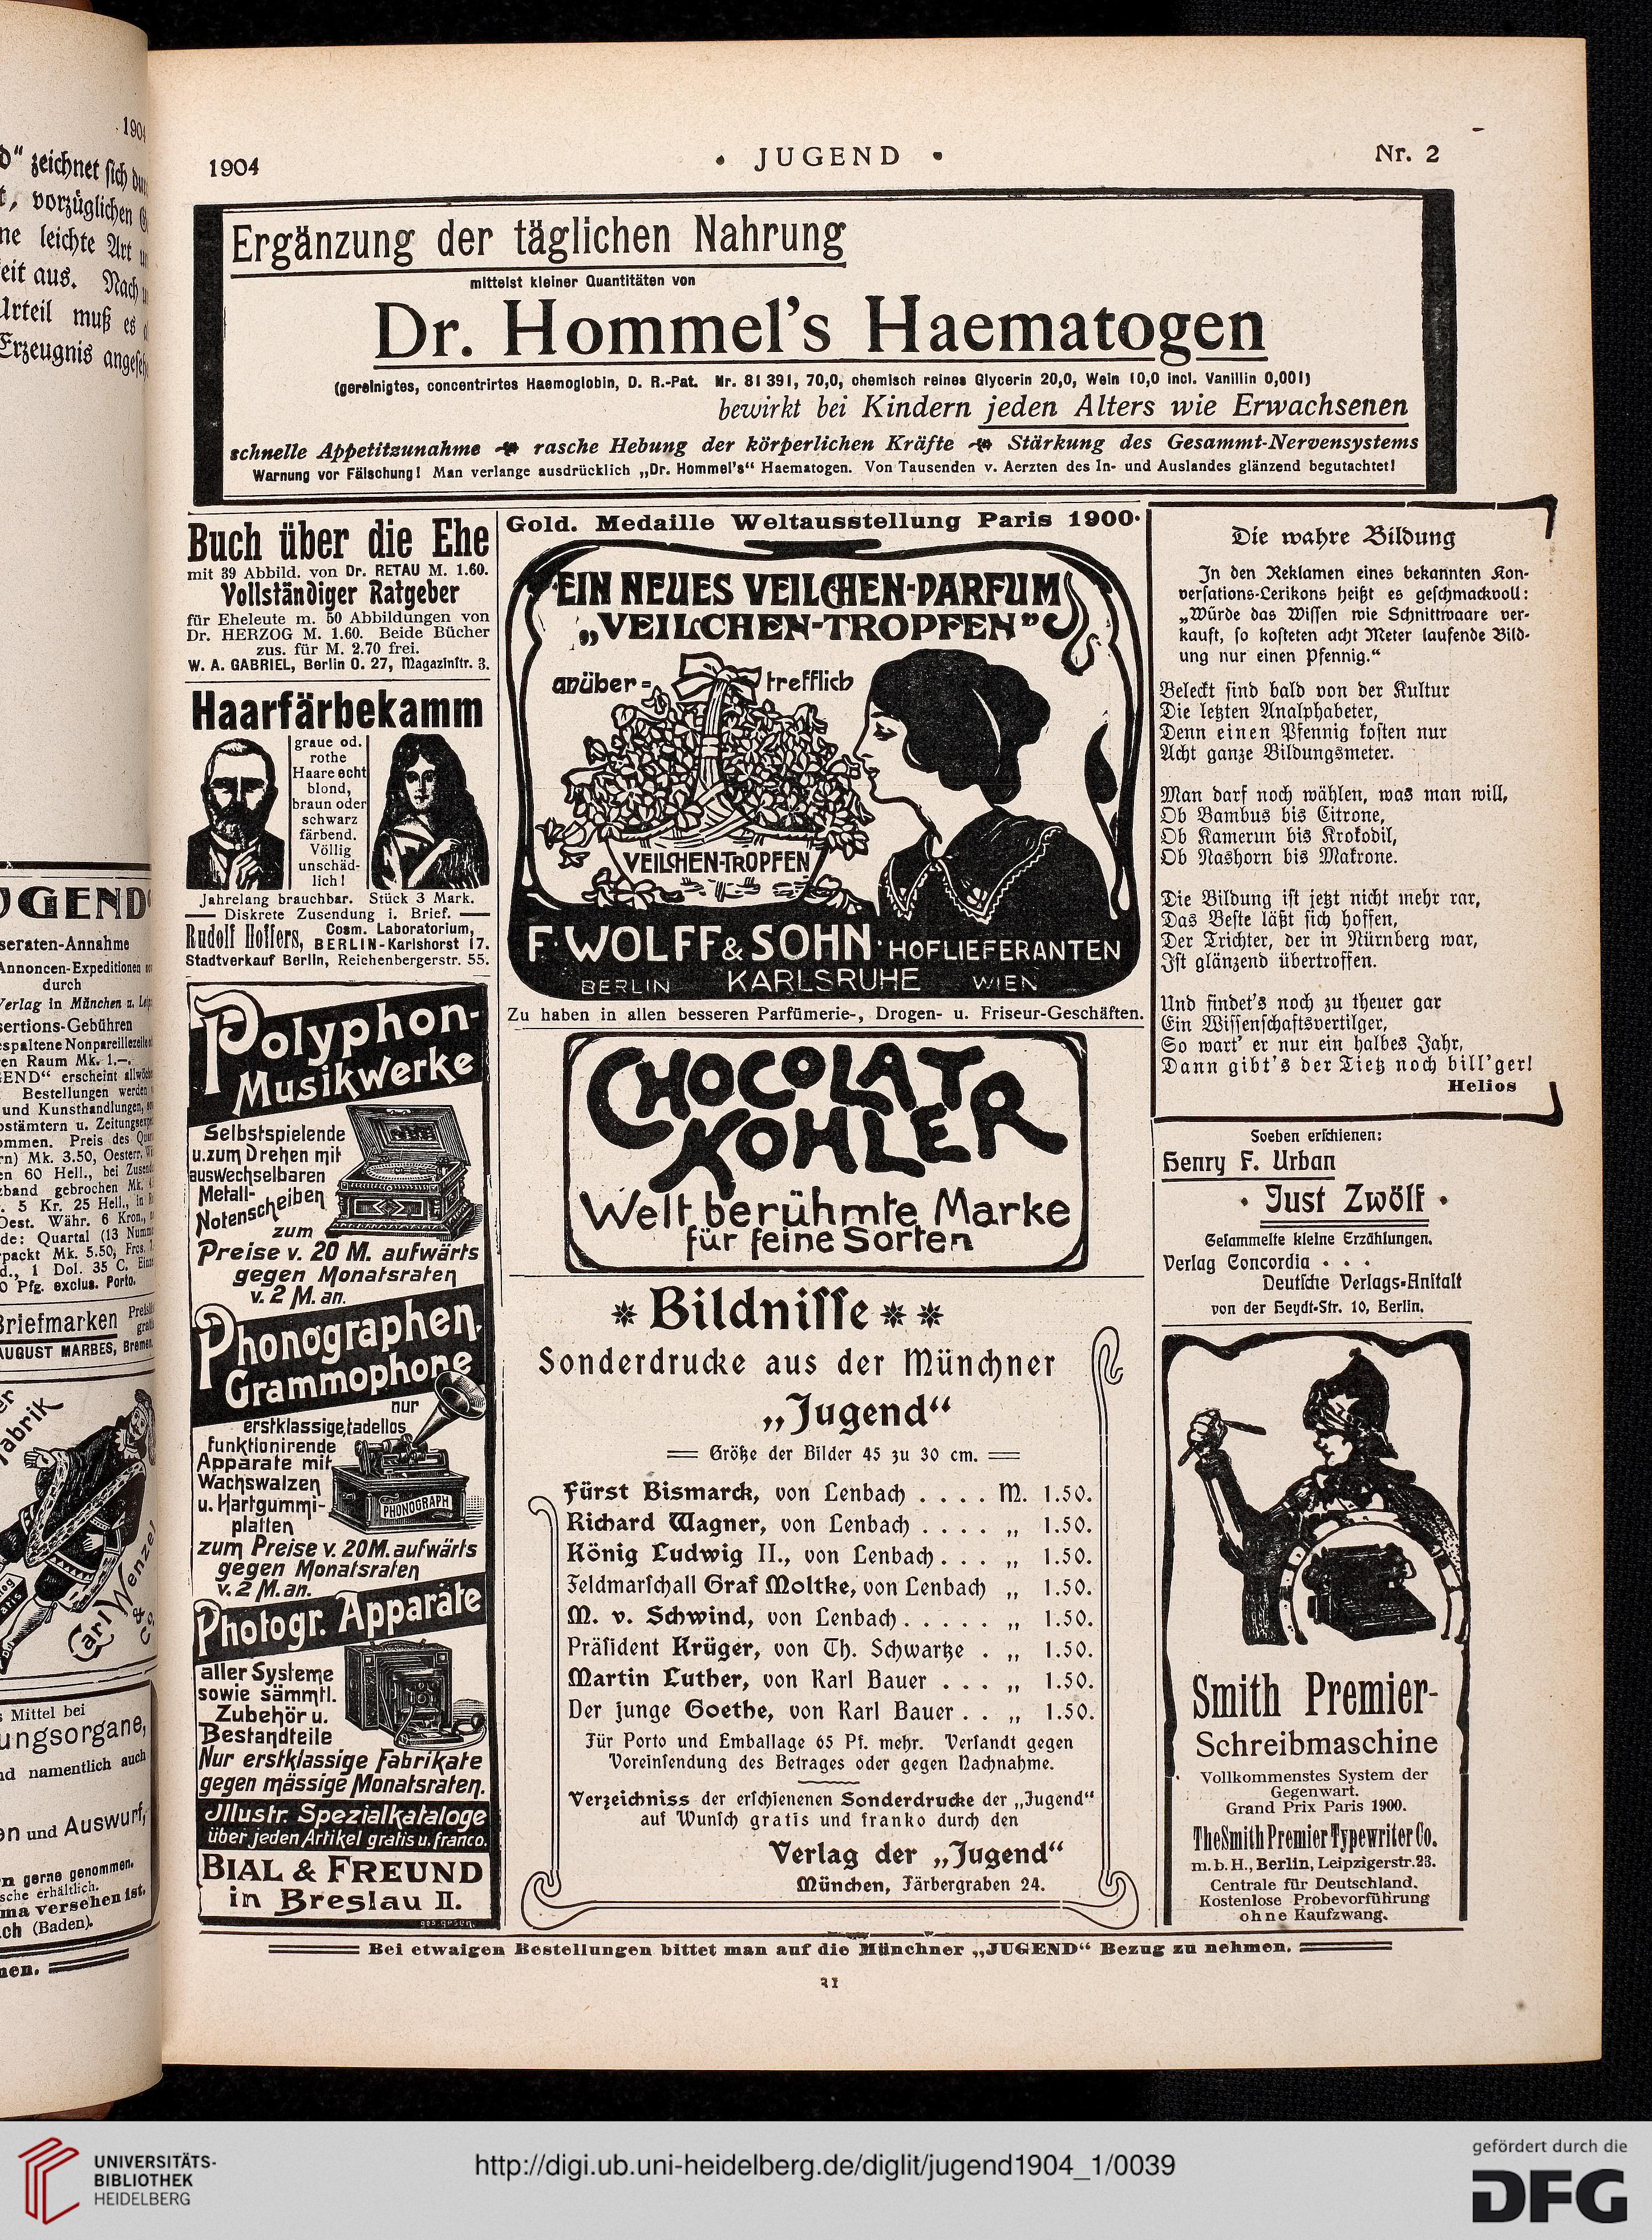 1904
JUGEND
Nr. 2
Ergänzung der täglichen Nahrung
mittelst kleiner Quantitäten von
Dr. Hommel's Haematogen
(gereinigtes, concentrirtes Haemoglobin, D. R.-Pat. Nr. 81 391, 70,0, chemisch reines Glycerin 20,0, Wein 10,0 incl. Vanillin 0,001)
bewirkt bei Kindern jeden Alters wie Erwachsenen
schnelle Appetitzunahme rasche Hebung der körperlichen Kräfte Stärkung des Gesammt-Nervensystems
Warnung vor Fälschung! Man verlange ausdrücklich „Dr. Hommel's“ Haematogen. Von Tausenden v. Aerzten des In- und Auslandes glänzend begutachtet!
Buch über die Ehe
mit 39 Abbild. von Dr. RETAU M. 1.60.
Vollständiger Ratgeber
für Eheleute m. 50 Abbildungen von
Dr. HERZOG M. 1.60. Beide Bücher
zus. für M. 2.70 frei.
W. A. GABRIEL, Berlin O. 27, Magazinstr. 3.
Haarfärbekamm
graue od.
rothe
Haare echt
blond,
braun oder
schwarz
färbend.
Völlig
unschäd-
lich!
Jahrelang brauchbar. Stück 3 Mark.
Diskrete Zusendung i. Brief.
Rudolf Hoffers, Cosm. Laboratorium,
BERLIN-Karlshorst 17.
Stadtverkauf Berlin, Reichenbergerstr. 55.
Polyphon-
Musikwerke
Selbstspielende
u. zum Drehen mit
auswechselbaren
Metall-
Notenscheiben
zum
Preise v. 20 M. aufwärts
gegen Monatsraten
v. 2 M. an.
Phonographen,
Grammophone
nur
erstklassige, tadellos
funktionirende
Apparate mit
Wachswalzen
u. Hartgummi-
platten
PHONOGRAPH
zum Preise v. 20 M. aufwärts
gegen Monatsraten
v. 2 M. an.
Photogr. Apparate
aller Systeme
sowie sämmtl.
Zubehör u.
Bestandteile
Nur erstklassige Fabrikate
gegen mässige Monatsraten.
Jllustr. Spezialkataloge
über jeden Artikel gratis u. franco.
BIAL & FREUND
in Breslau II.
Gold. Medaille Weltausstellung Paris 1900.
EIN NEUES VEILCHEN-PARFUM
„VEILCHEN-TROPFEN”
unüber=trefflich
VEILCHEN-TROPFEN
F. WOLFF & SOHN · HOFLIEFERANTEN
BERLIN KARLSRUHE WIEN
Zu haben in allen besseren Parfümerie-, Drogen- u. Friseur-Geschäften.
CHOCOLAT
KOHLER
Weltberühmte Marke
für feine Sorten
Bildnisse
Sonderdrucke aus der Münchner
„Jugend“
Größe der Bilder 45 zu 30 cm.
Fürst Bismarck, von Lenbach . . . . M. 1.50.
Richard Wagner, von Lenbach . . . . „ 1.50.
König Ludwig II., von Lenbach . . . „ 1.50.
Feldmarschall Graf Moltke, von Lenbach „ 1.50.
M. v. Schwind, von Lenbach . . . . . „ 1.50.
Präsident Krüger, von Th. Schwartze . „ 1.50.
Martin Luther, von Karl Bauer . . . „ 1.50.
Der junge Goethe, von Karl Bauer . . „ 1.50.
Für Porto und Emballage 65 Pf. mehr. Versandt gegen
Voreinsendung des Betrages oder gegen Nachnahme.
Verzeichniss der erschienenen Sonderdrucke der „Jugend“
auf Wunsch gratis und franko durch den
Verlag der „Jugend“
München, Färbergraben 24.
Die wahre Bildung
In den Reklamen eines bekannten Kon-
versations-Lexikons heißt es geschmackvoll:
„Würde das Wissen wie Schnittwaare ver-
kauft, so kosteten acht Meter laufende Bild-
ung nur einen Pfennig.“
Beleckt sind bald von der Kultur
Die letzten Analphabeter,
Denn einen Pfennig kosten nur
Acht ganze Bildungsmeter.
Man darf noch wählen, was man will,
Ob Bambus bis Citrone,
Ob Kamerun bis Krokodil,
Ob Nashorn bis Makrone.
Die Bildung ist jetzt nicht mehr rar,
Das Beste läßt sich hoffen,
Der Trichter, der in Nürnberg war,
Ist glänzend übertroffen.
Und findet's noch zu theuer gar
Ein Wissenschaftsvertilger,
So wart' er nur ein halbes Jahr,
Dann gibt's der Tietz noch bill'ger!
Helios
Soeben erschienen:
Henry F. Urban
· Just Zwölf ·
Gesammelte kleine Erzählungen.
Verlag Concordia . . .
Deutsche Verlags-Anstalt
von der Heydt-Str. 10, Berlin.
Smith Premier-
Schreibmaschine
Vollkommenstes System der
Gegenwart.
Grand Prix Paris 1900.
The Smith Premier Typewriter Co.
m. b. H., Berlin, Leipzigerstr. 23.
Centrale für Deutschland.
Kostenlose Probevorführung
ohne Kaufzwang.
Bei etwaigen Bestellungen bittet man auf die Münchner „JUGEND“ Bezug zu nehmen.
31
UNIVERSITÄTS-
BIBLIOTHEK
HEIDELBERG
http://digi.ub.uni-heidelberg.de/diglit/jugend1904_1/0039
gefördert durch die
DFG